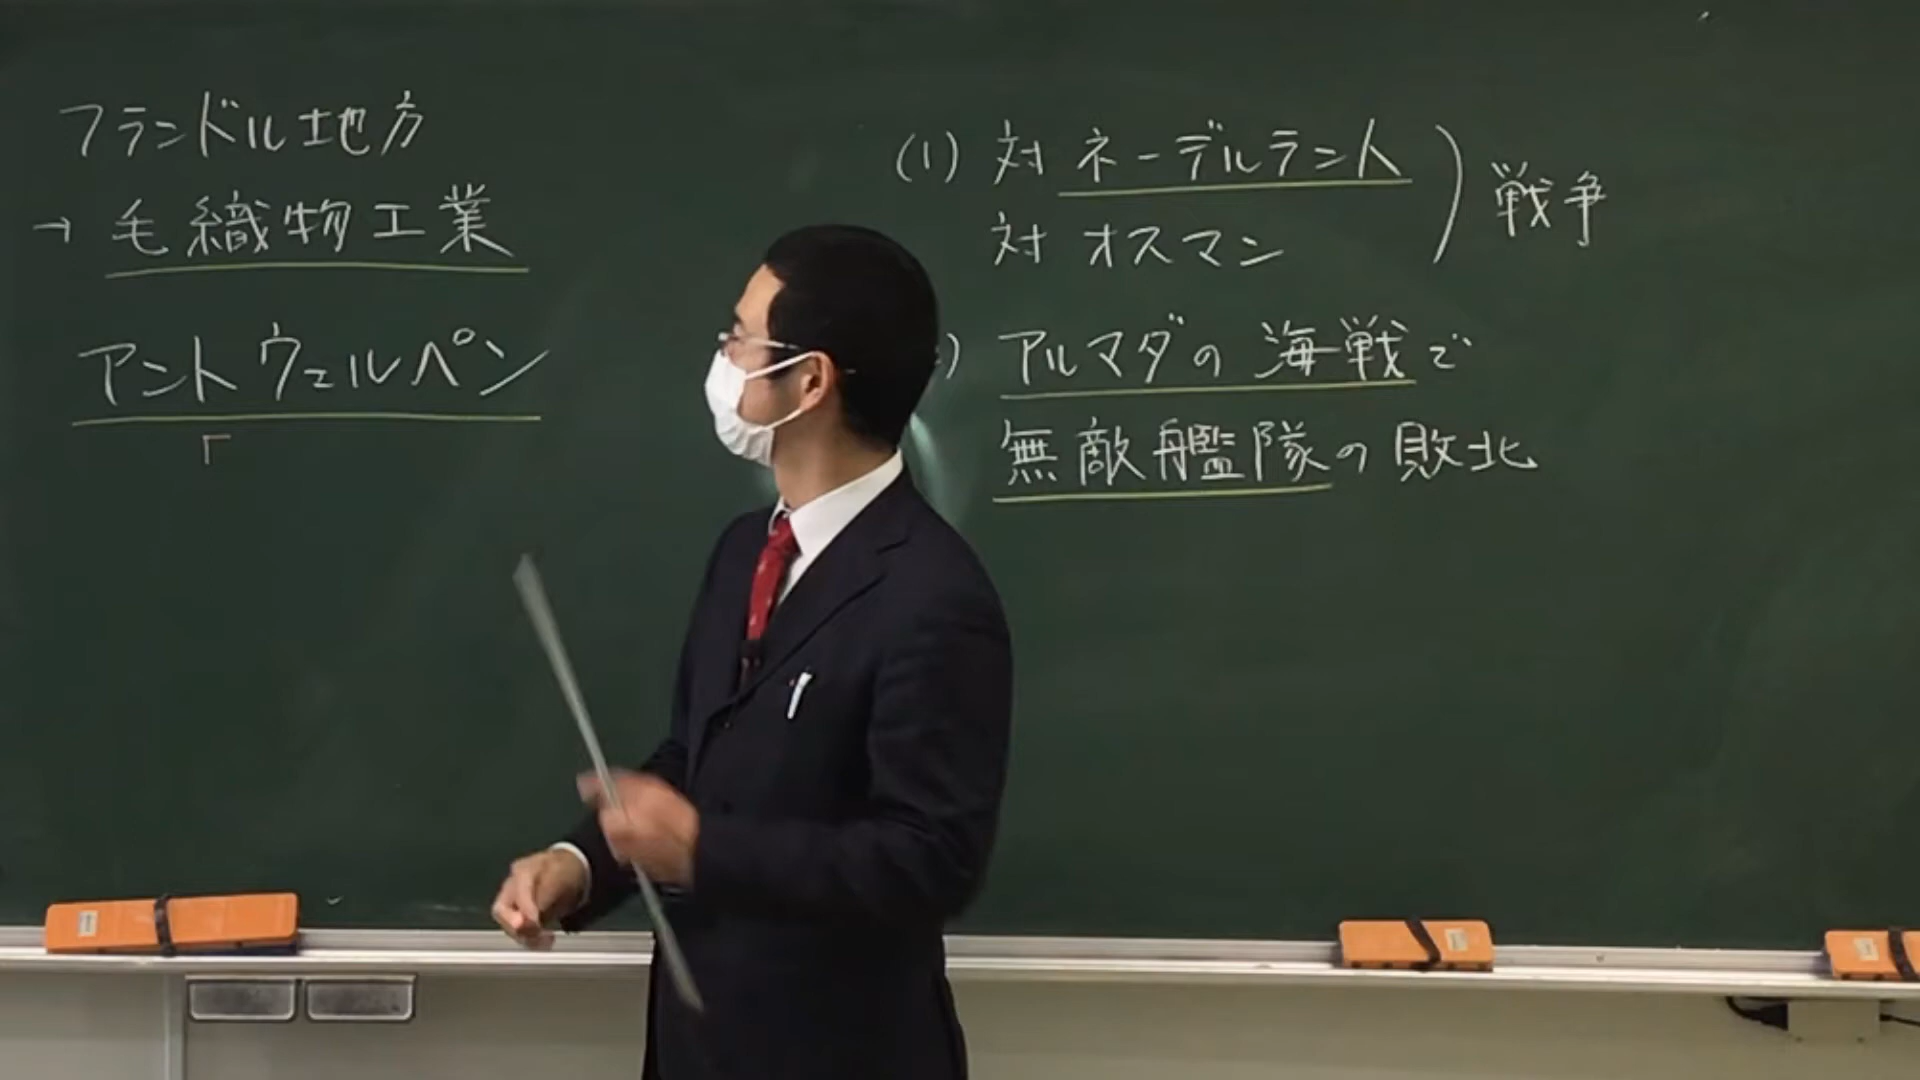 フランドル地方
→ 毛織物工業
アントウェルペン
「
(1) 対 ネーデルラント
対 オスマン
) 戦争
) アルマダの海戦で
無敵艦隊の敗北